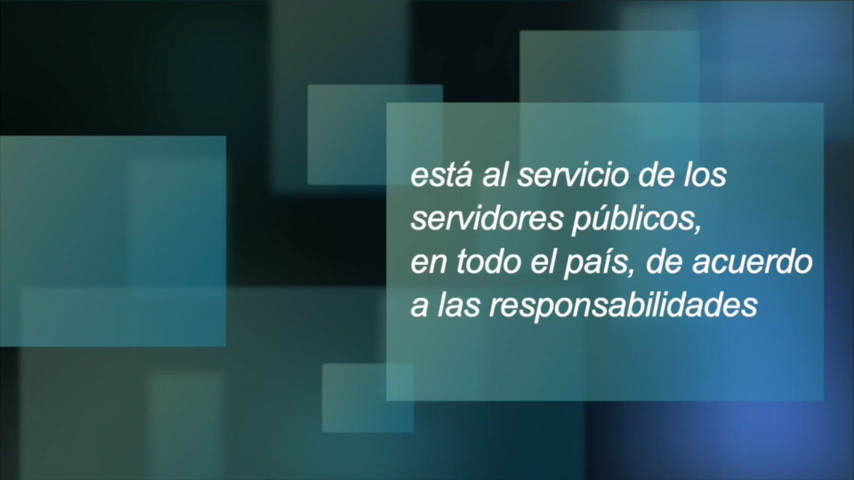 está al servicio de los
servidores públicos,
en todo el país, de acuerdo
a las responsabilidades